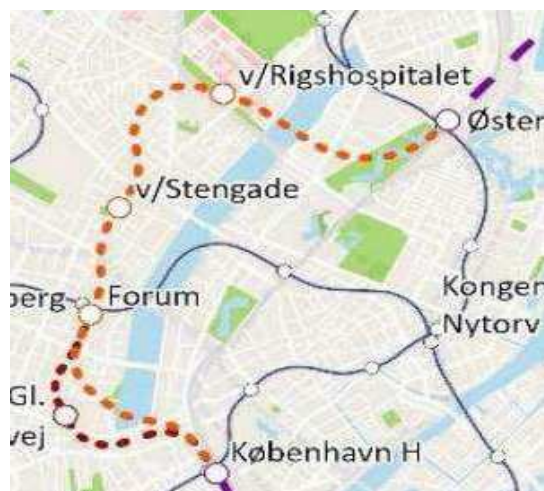 v/Rigshospitalet
Øster
v/Stengade
Forum
berg
Kongen
Nytorv
Gl.
vej
København H